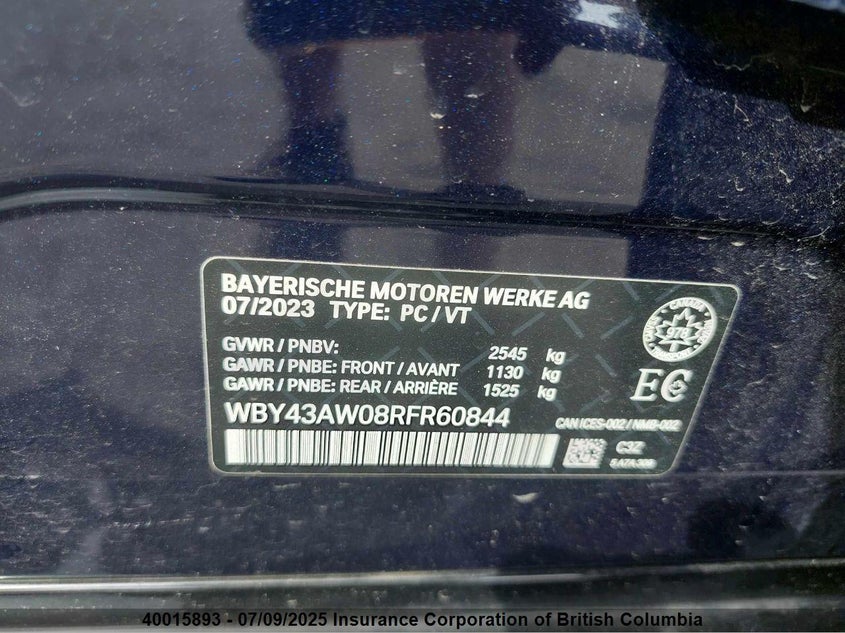 BAYERISCHE MOTOREN WERKE AG
07/2023 TYPE: PC / VT
GVWR / PNBV: 2545 kg
GAWR / PNBE: FRONT / AVANT 1130 kg
GAWR / PNBE: REAR / ARRIÈRE 1525 kg
WBY43AW08RFR60844
CANADA
978
EC
CAN ICES-002 / NMB-002
C3Z
40015893 - 07/09/2025 Insurance Corporation of British Columbia